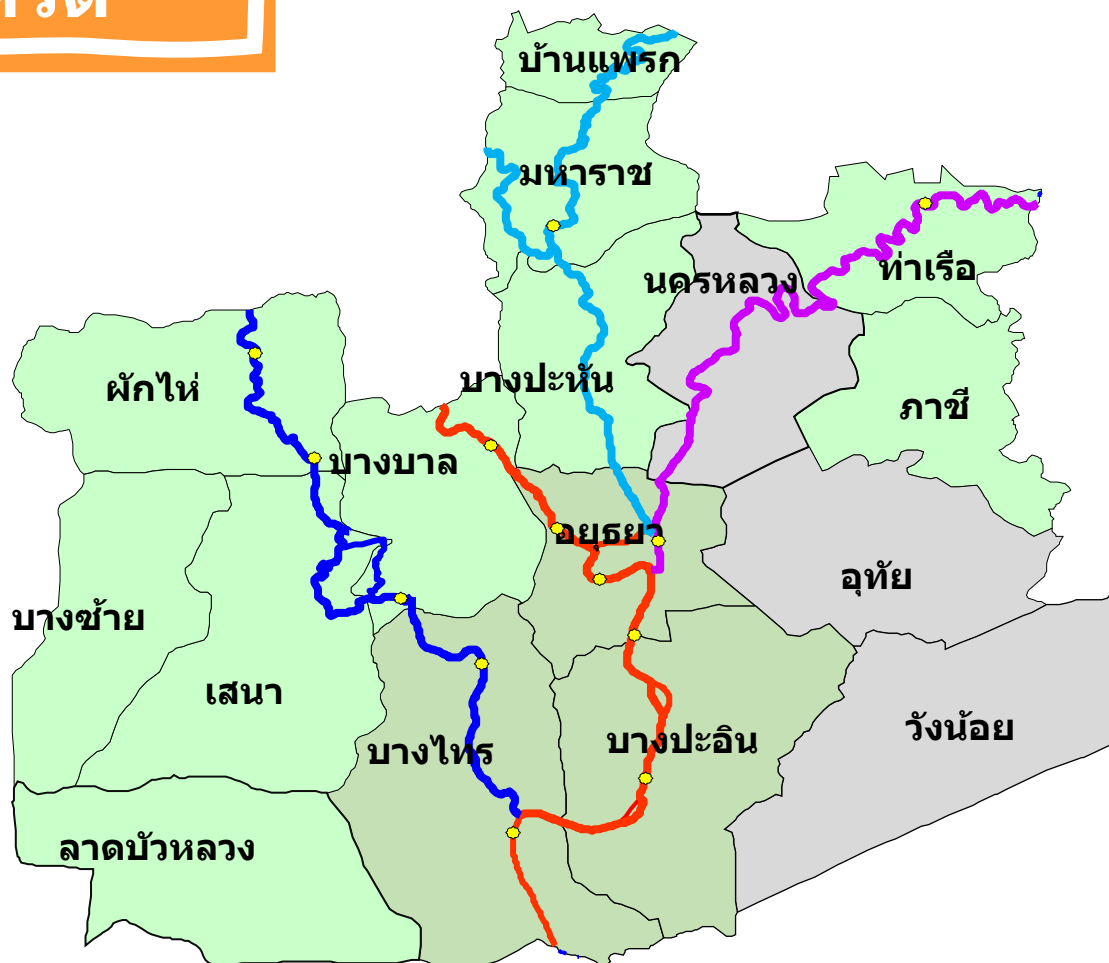 บ้านแพรก
มหาราช
ท่าเรือ
นครหลวง
บางปะหัน
ผักไห่
ภาชี
บางบาล
อยุธยา
อุทัย
บางซ้าย
เสนา
วังน้อย
บางปะอิน
บางไทร
ลาดบัวหลวง